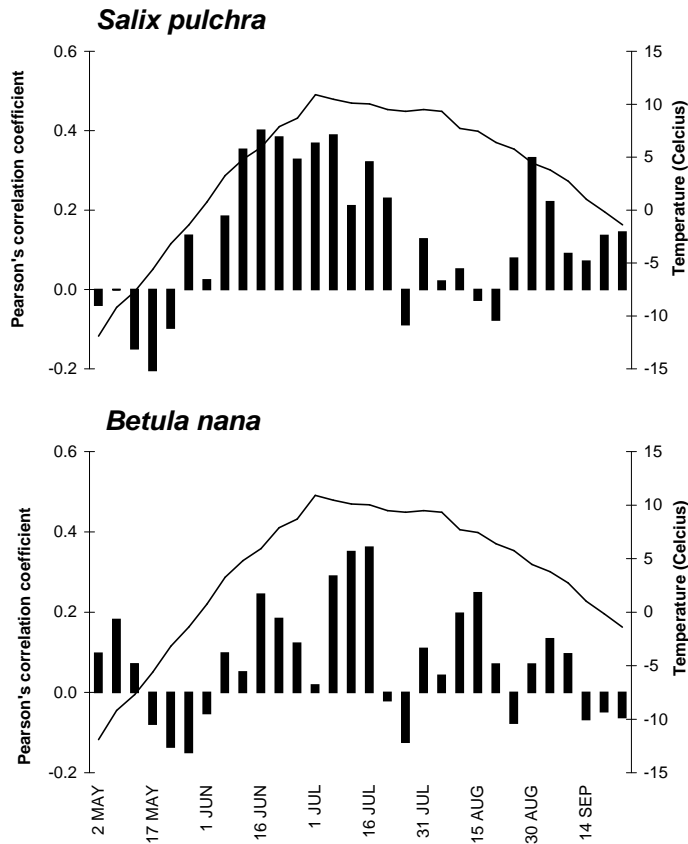 Salix pulchra
0.6
0.4
0.2
0.0
-0.2
Pearson's correlation coefficient
15
10
5
0
-5
-10
-15
Temperature (Celcius)
Betula nana
0.6
0.4
0.2
0.0
-0.2
Pearson's correlation coefficient
15
10
5
0
-5
-10
-15
Temperature (Celcius)
2 MAY
17 MAY
1 JUN
16 JUN
1 JUL
16 JUL
31 JUL
15 AUG
30 AUG
14 SEP